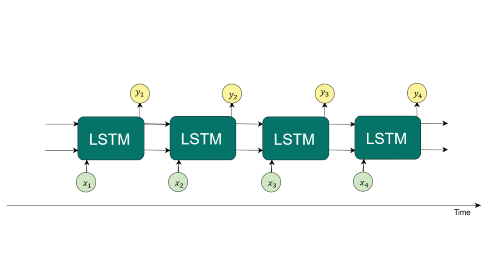 y₁ y₂ y₃ y₄
LSTM LSTM LSTM LSTM
x₁ x₂ x₃ x₄
Time